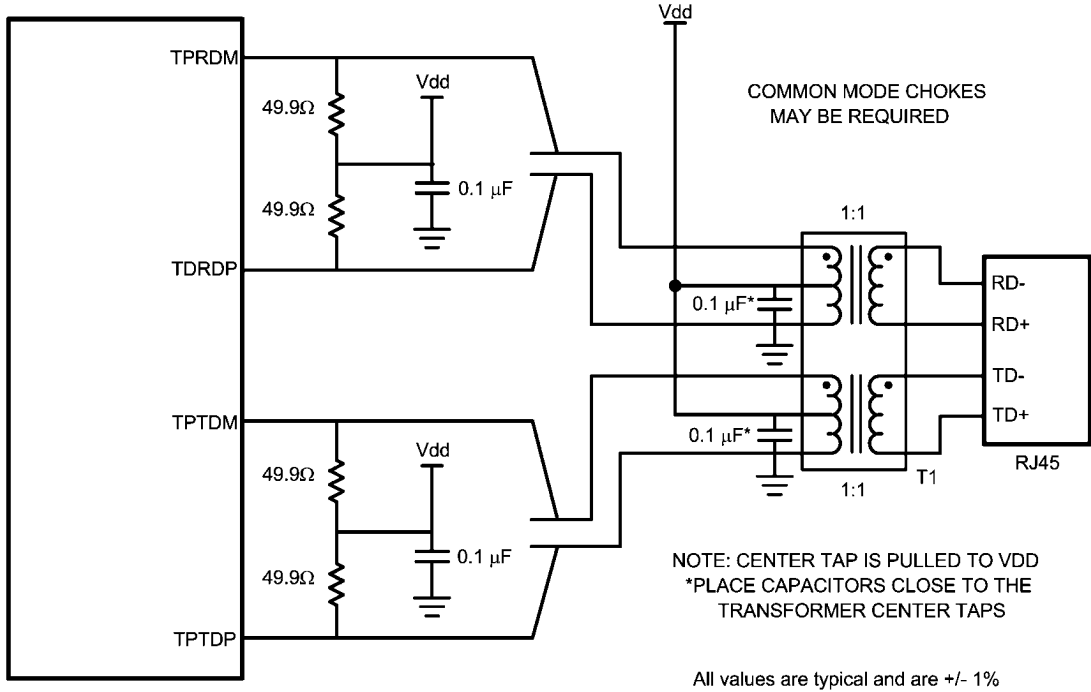 Vdd
TPRDM
Vdd
49.9Ω
0.1 μF
49.9Ω
TDRDP
COMMON MODE CHOKES
MAY BE REQUIRED
1:1
0.1 μF*
RD-
RD+
TD-
TD+
0.1 μF*
1:1
T1
RJ45
TPTDM
Vdd
49.9Ω
0.1 μF
49.9Ω
TPTDP
NOTE: CENTER TAP IS PULLED TO VDD
*PLACE CAPACITORS CLOSE TO THE
TRANSFORMER CENTER TAPS
All values are typical and are +/- 1%